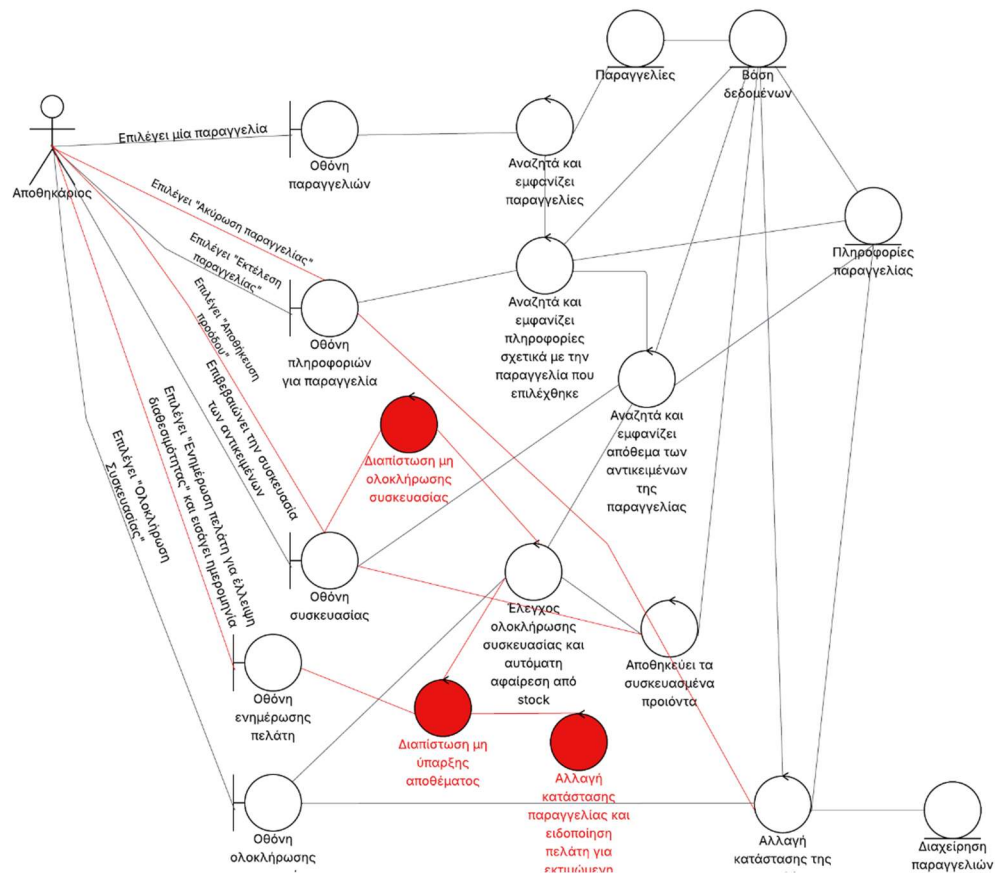 Παραγγελίες
Βάση
δεδομένων
Επιλέγει μία παραγγελία
Αποθηκάριος
Οθόνη
παραγγελιών
Αναζητά και
εμφανίζει
παραγγελίες
Επιλέγει "Ακύρωση παραγγελίας"
Επιλέγει "Εκτέλεση
παραγγελίας"
Πληροφορίες
παραγγελίας
Επιλέγει "Αποθήκευση
προόδου"
Οθόνη
πληροφοριών
για παραγγελία
Αναζητά και
εμφανίζει
πληροφορίες
σχετικά με την
παραγγελία που
επιλέχθηκε
Επιβεβαιώνει την συσκευασία
των αντικειμένων
Αναζητά και
εμφανίζει
απόθεμα των
αντικειμένων
της
παραγγελίας
Διαπίστωση μη
ολοκλήρωσης
συσκευασίας
Επιλέγει "Ενημέρωση πελάτη για έλλειψη
διαθεσιμότητας" και εισάγει ημερομηνία
Επιλέγει "Ολοκλήρωση
Συσκευασίας"
Οθόνη
συσκευασίας
Έλεγχος
ολοκλήρωσης
συσκευασίας και
αυτόματη
αφαίρεση από
stock
Αποθηκεύει τα
συσκευασμένα
προιόντα
Οθόνη
ενημέρωσης
πελάτη
Διαπίστωση μη
ύπαρξης
αποθέματος
Αλλαγή
κατάστασης
παραγγελίας και
ειδοποίηση
πελάτη για
εκτιμώμενη
Οθόνη
ολοκλήρωσης
Αλλαγή
κατάστασης της
Διαχείρηση
παραγγελιών